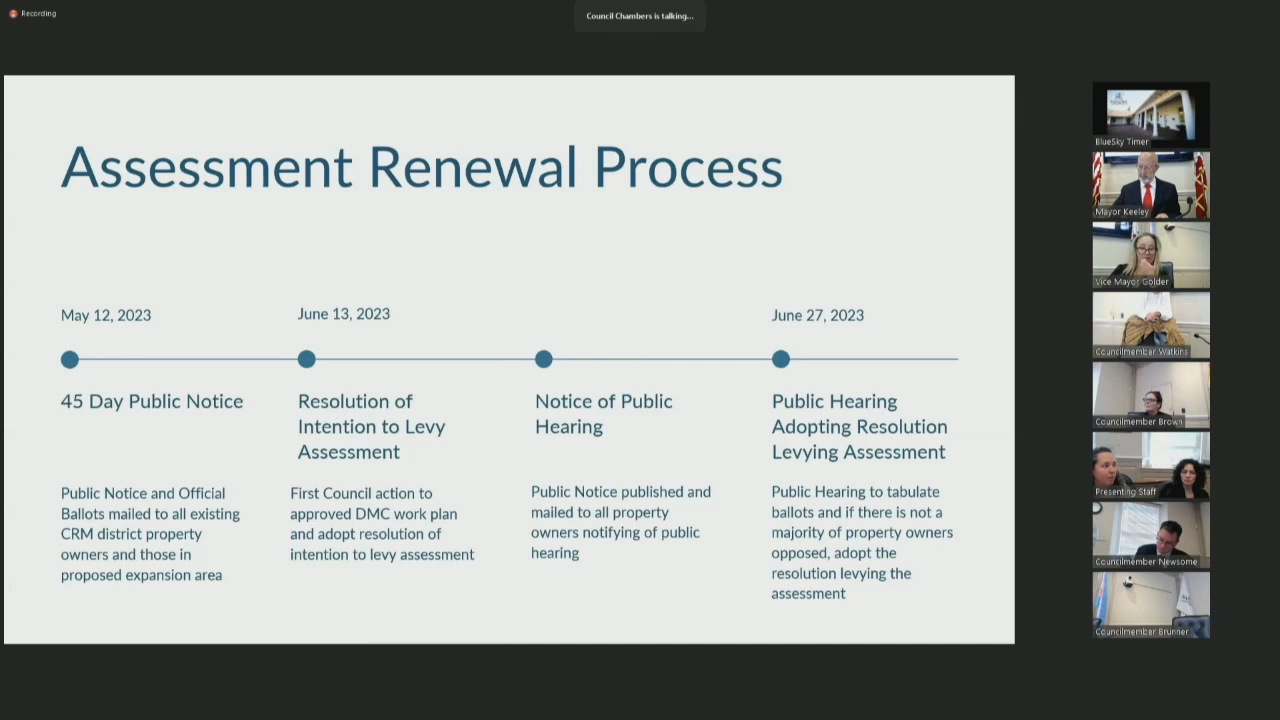 Recording
Council Chambers is talking...
Assessment Renewal Process
May 12, 2023
June 13, 2023
June 27, 2023
45 Day Public Notice
Resolution of
Intention to Levy
Assessment
Notice of Public
Hearing
Public Hearing
Adopting Resolution
Levying Assessment
Public Notice and Official
Ballots mailed to all existing
CRM district property
owners and those in
proposed expansion area
First Council action to
approved DMC work plan
and adopt resolution of
intention to levy assessment
Public Notice published and
mailed to all property
owners notifying of public
hearing
Public Hearing to tabulate
ballots and if there is not a
majority of property owners
opposed, adopt the
resolution levying the
assessment
BlueSky Timer
Mayor Keeley
Vice Mayor Golder
Councilmember Watkins
Councilmember Brown
Presenting Staff
Councilmember Newsome
Councilmember Brunner